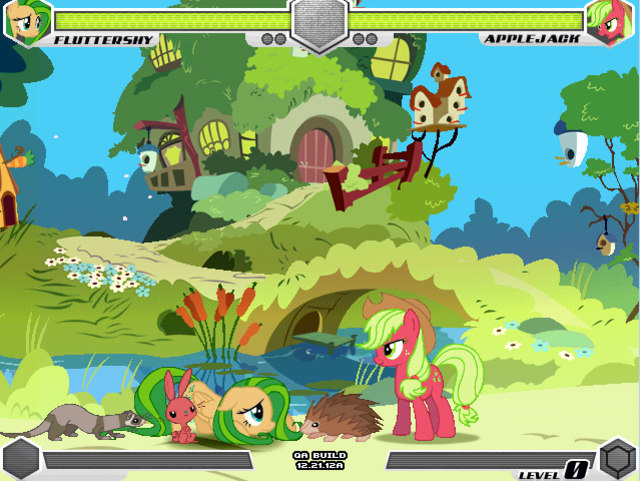 FLUTTERSHY
APPLEJACK
QA BUILD
12.21.12A
LEVEL 0